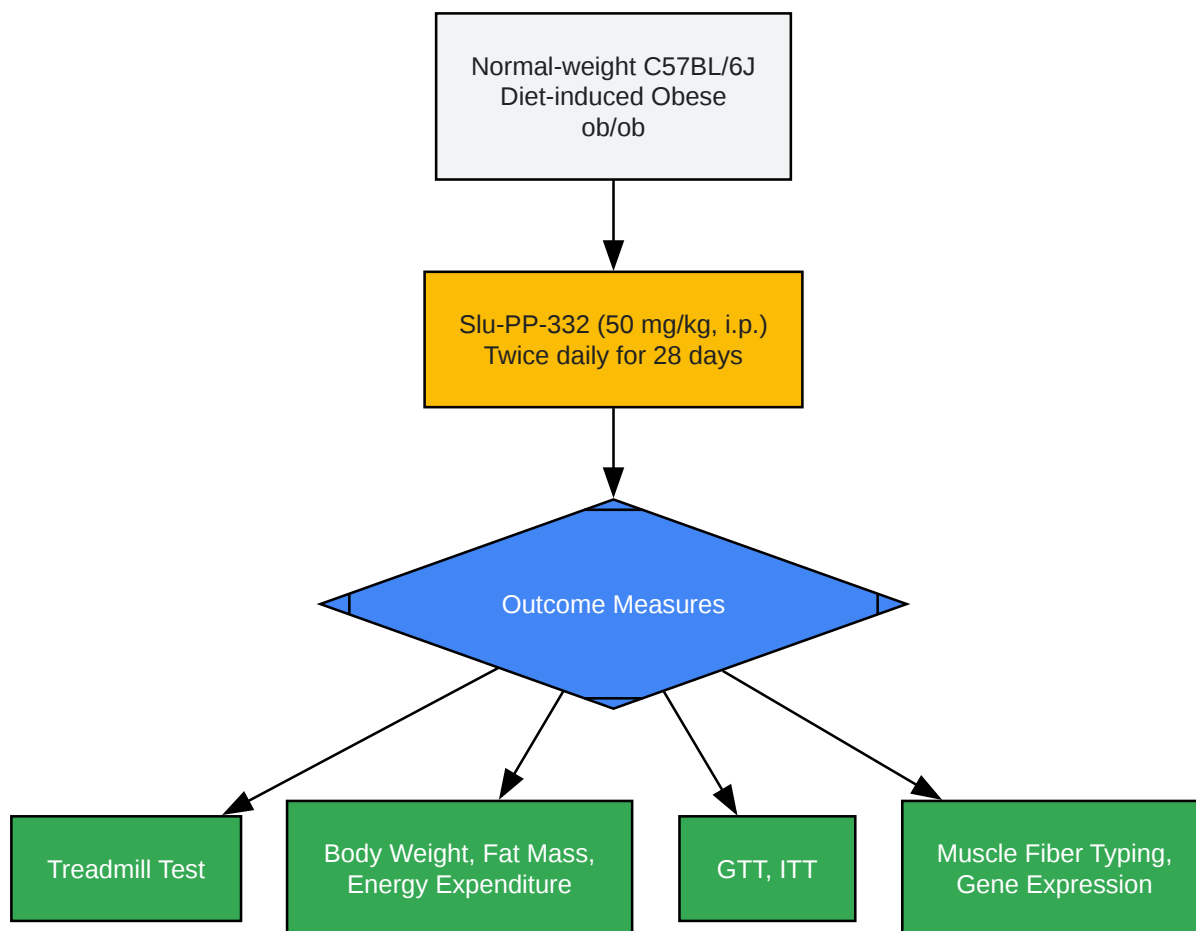 Normal-weight C57BL/6J
Diet-induced Obese
ob/ob
Slu-PP-332 (50 mg/kg, i.p.)
Twice daily for 28 days
Outcome Measures
Treadmill Test
Body Weight, Fat Mass,
Energy Expenditure
GTT, ITT
Muscle Fiber Typing,
Gene Expression